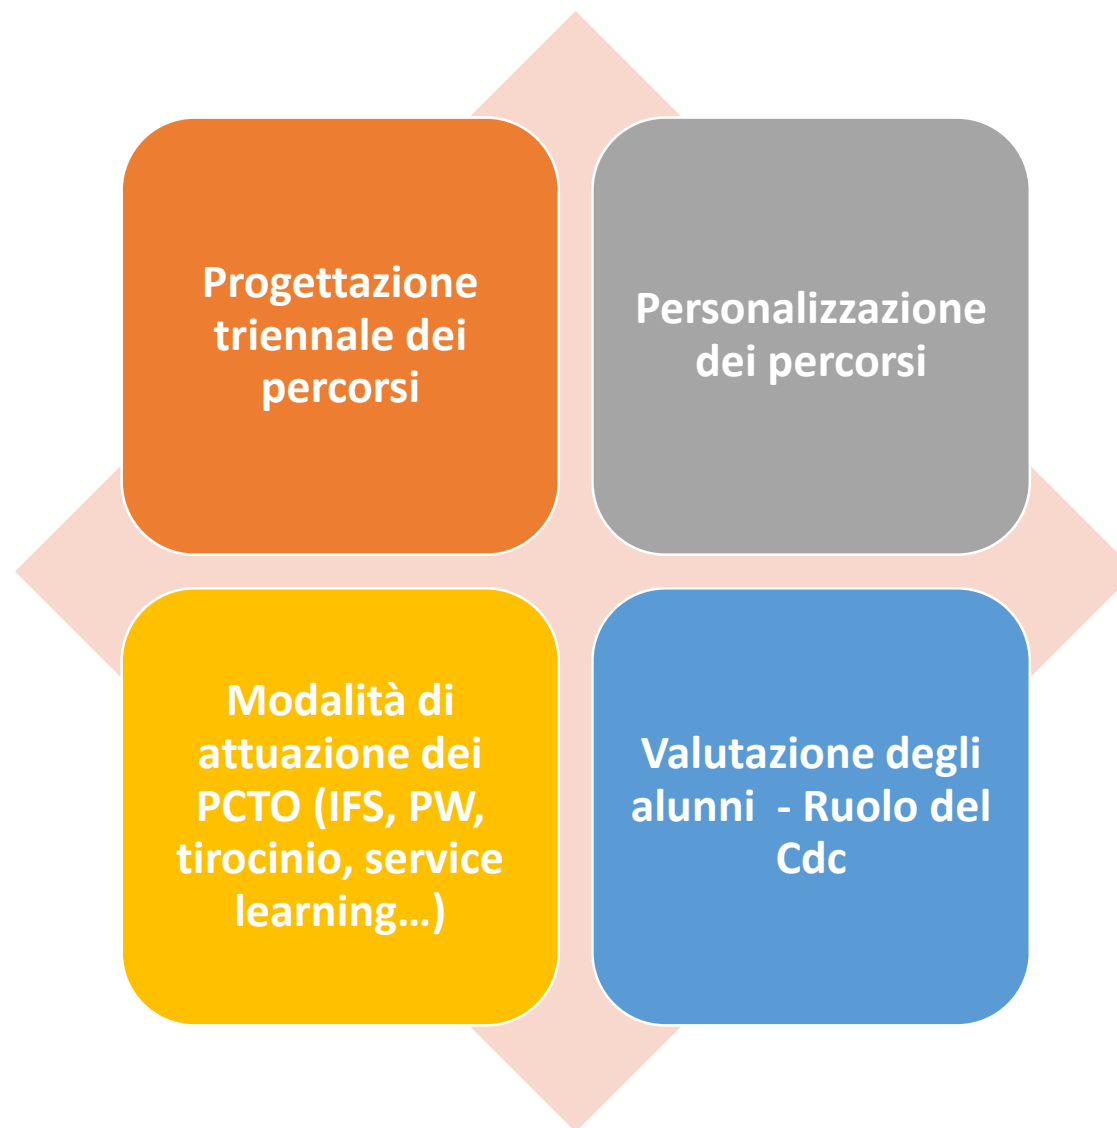 Progettazione
triennale dei
percorsi
Personalizzazione
dei percorsi
Modalità di
attuazione dei
PCTO (IFS, PW,
tirocinio, service
learning…)
Valutazione degli
alunni  - Ruolo del
Cdc